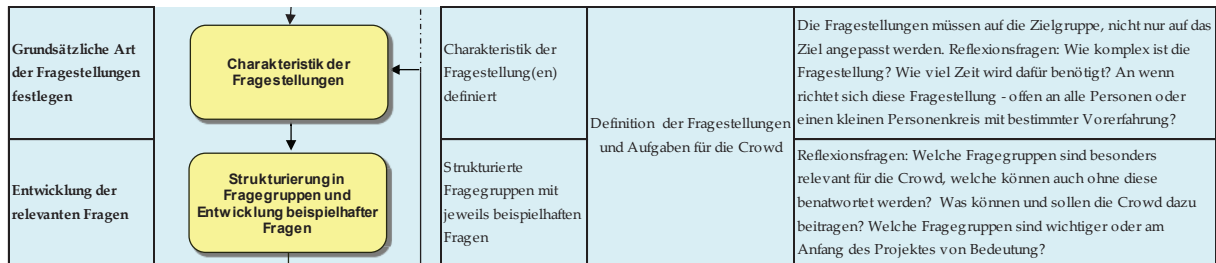 Grundsätzliche Art
der Fragestellungen
festlegen
Charakteristik der
Fragestellungen
Charakteristik der
Fragestellung(en)
definiert
Definition der Fragestellungen
und Aufgaben für die Crowd
Die Fragestellungen müssen auf die Zielgruppe, nicht nur auf das
Ziel angepasst werden. Reflexionsfragen: Wie komplex ist die
Fragestellung? Wie viel Zeit wird dafür benötigt? An wenn
richtet sich diese Fragestellung - offen an alle Personen oder
einen kleinen Personenkreis mit bestimmter Vorerfahrung?
Entwicklung der
relevanten Fragen
Strukturierung in
Fragegruppen und
Entwicklung beispielhafter
Fragen
Strukturierte
Fragegruppen mit
jeweils beispielhaften
Fragen
Reflexionsfragen: Welche Fragegruppen sind besonders
relevant für die Crowd, welche können auch ohne diese
benatwortet werden? Was können und sollen die Crowd dazu
beitragen? Welche Fragegruppen sind wichtiger oder am
Anfang des Projektes von Bedeutung?